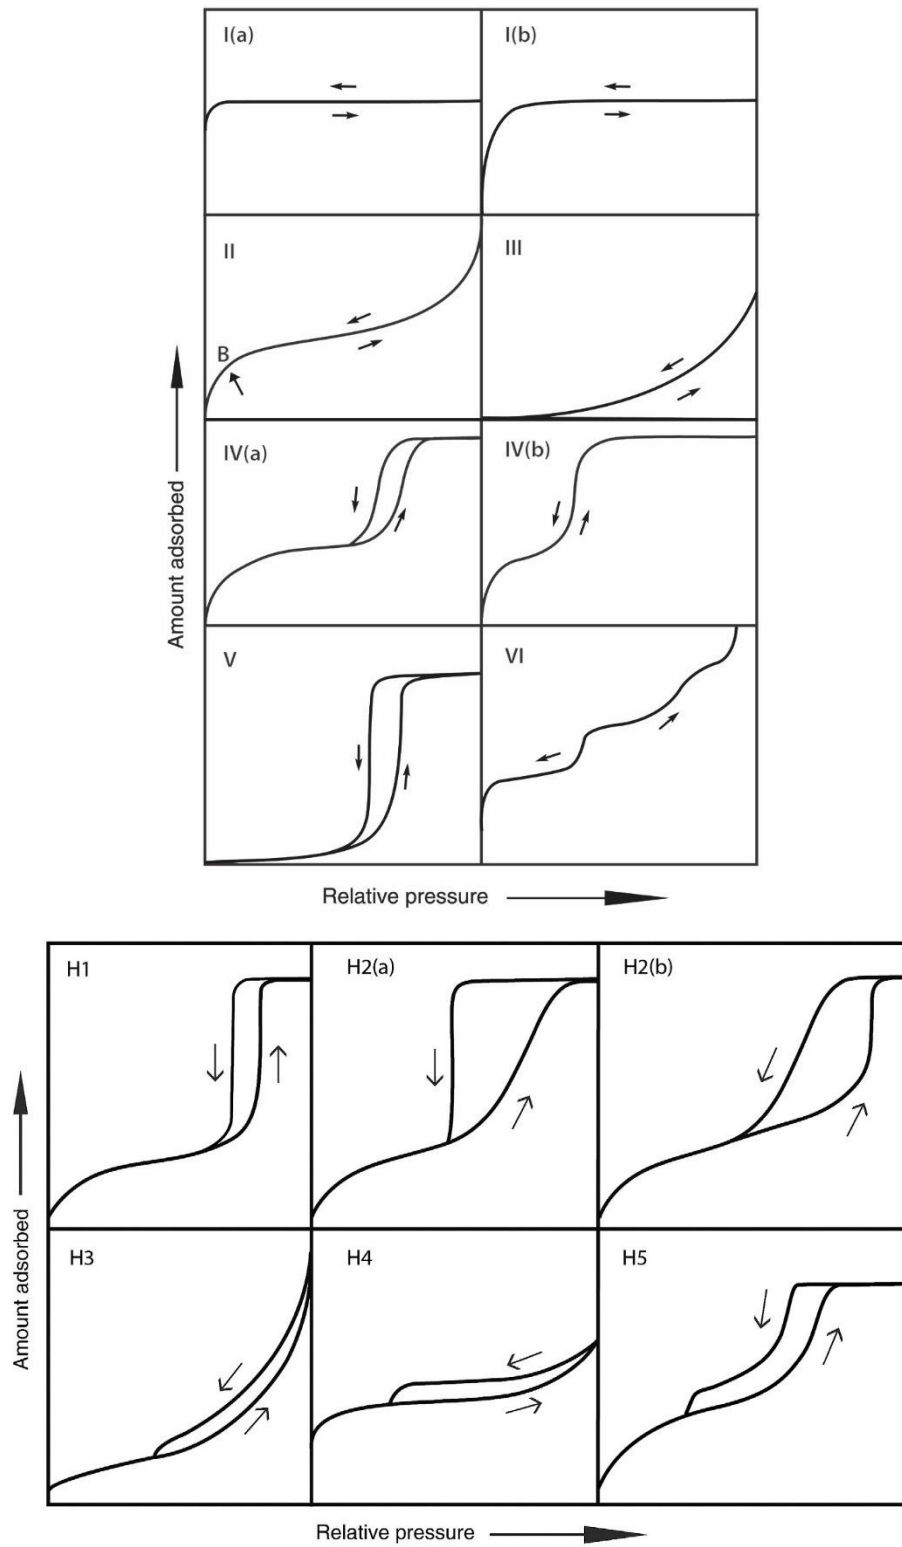 I(a)
I(b)
II
III
B
IV(a)
IV(b)
V
VI
Amount adsorbed
Relative pressure
H1
H2(a)
H2(b)
H3
H4
H5
Amount adsorbed
Relative pressure